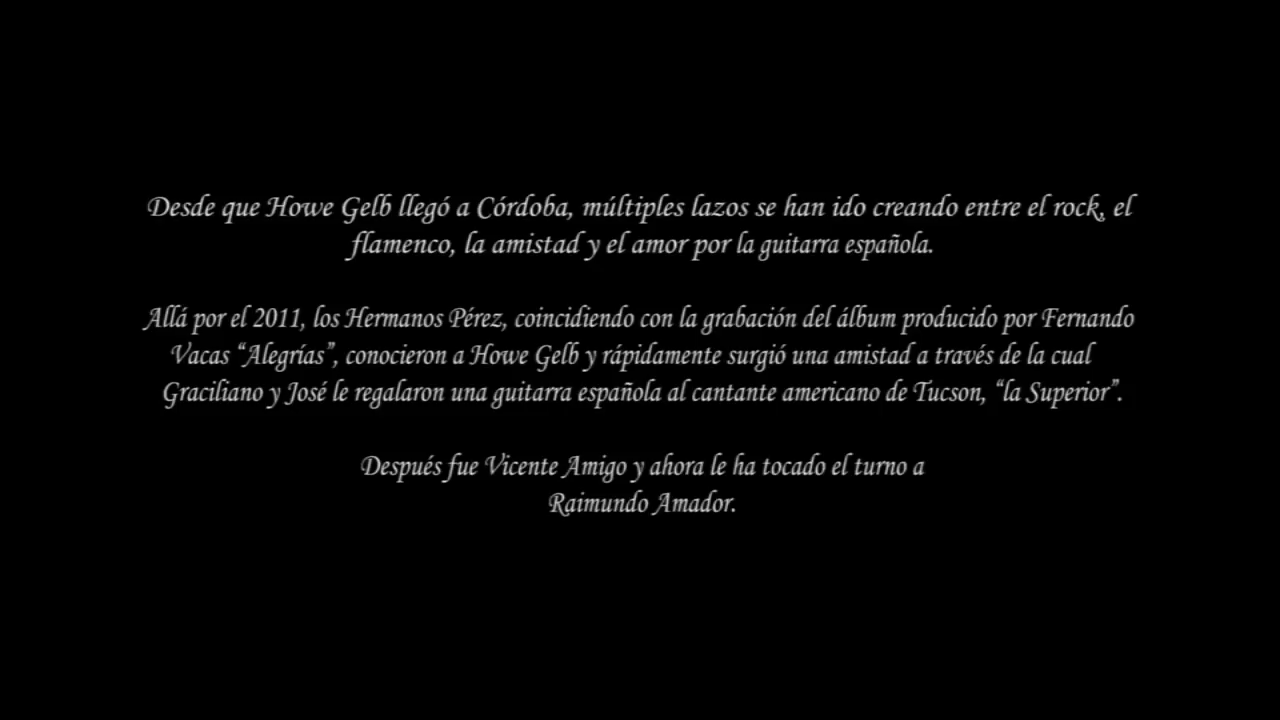 Desde que Howe Gelb llegó a Córdoba, múltiples lazos se han ido creando entre el rock, el
flamenco, la amistad y el amor por la guitarra española.
Allá por el 2011, los Hermanos Pérez, coincidiendo con la grabación del álbum producido por Fernando
Vacas “Alegrías”, conocieron a Howe Gelb y rápidamente surgió una amistad a través de la cual
Graciliano y José le regalaron una guitarra española al cantante americano de Tucson, “la Superior”.
Después fue Vicente Amigo y ahora le ha tocado el turno a
Raimundo Amador.